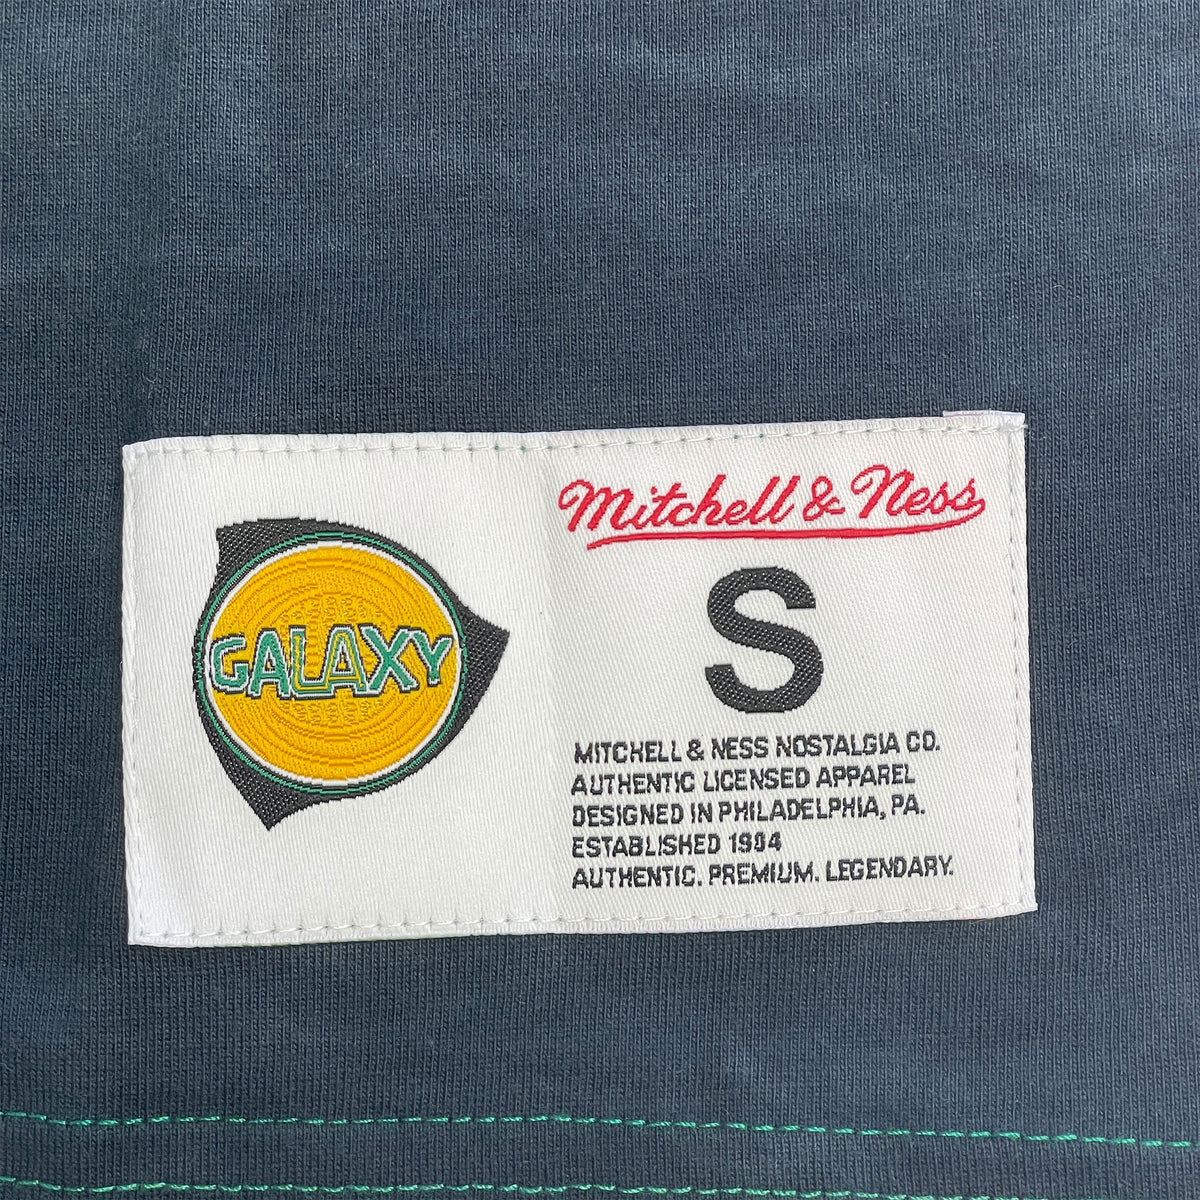 GALAXY
Mitchell & Ness
S
MITCHELL & NESS NOSTALGIA CO.
AUTHENTIC LICENSED APPAREL
DESIGNED IN PHILADELPHIA, PA.
ESTABLISHED 1904
AUTHENTIC. PREMIUM. LEGENDARY.